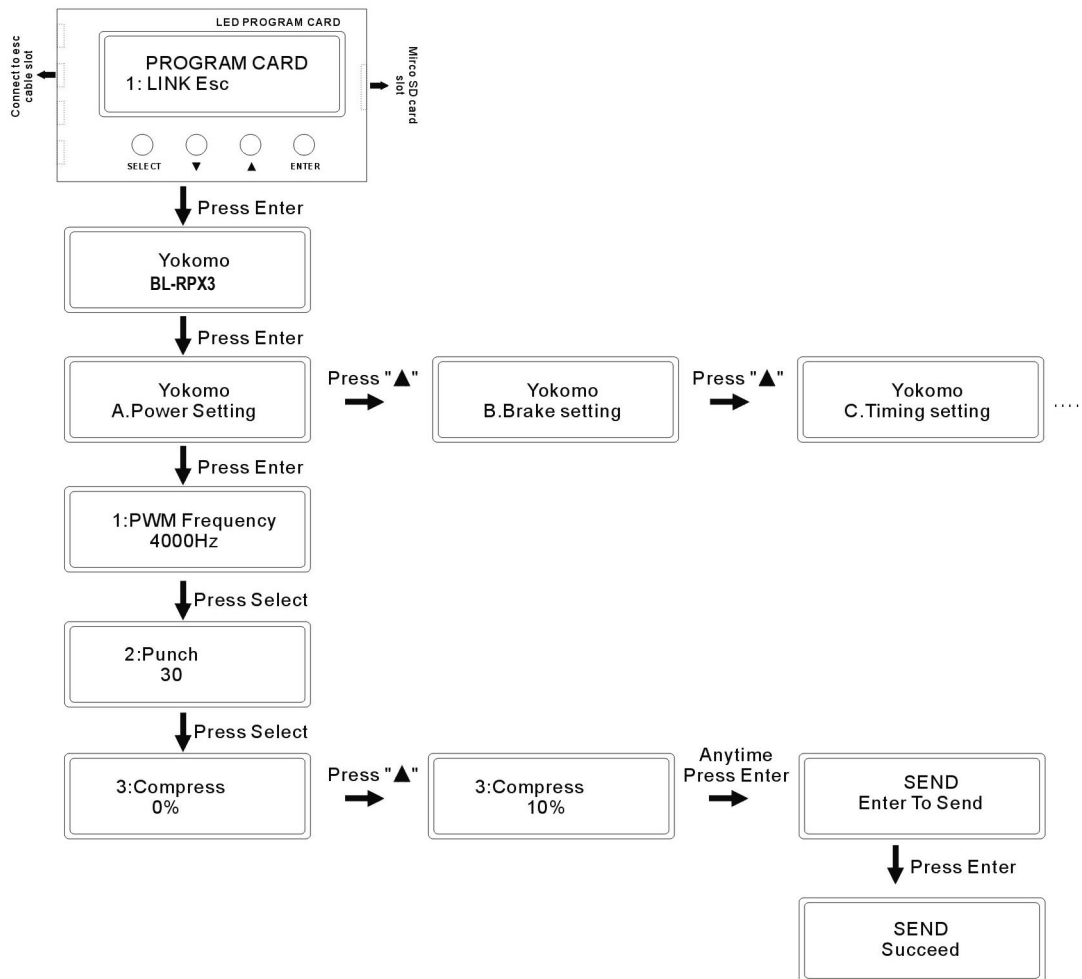 LED PROGRAM CARD
PROGRAM CARD
1: LINK Esc
Connect to esc
cable slot
Mirco SD card
slot
SELECT
▼
▲
ENTER
Press Enter
Yokomo
BL-RPX3
Press Enter
Yokomo
A.Power Setting
Press "▲"
Yokomo
B.Brake setting
Press "▲"
Yokomo
C.Timing setting
....
Press Enter
1:PWM Frequency
4000Hz
Press Select
2:Punch
30
Press Select
3:Compress
0%
Press "▲"
3:Compress
10%
Anytime
Press Enter
SEND
Enter To Send
Press Enter
SEND
Succeed